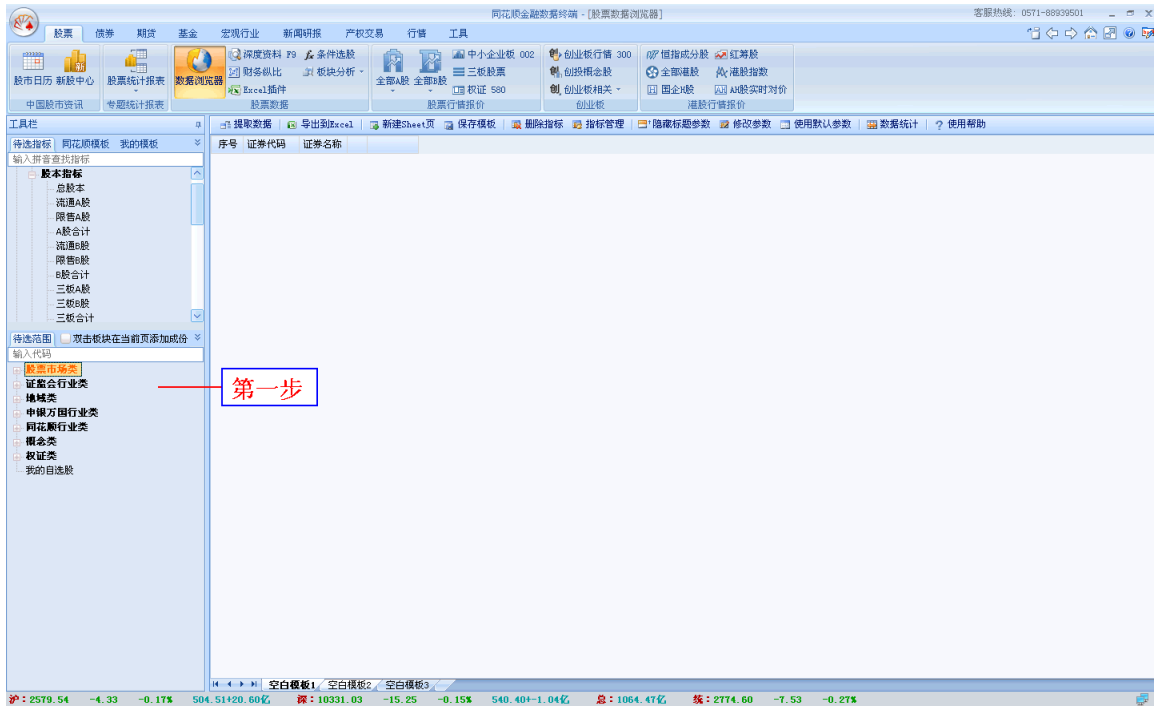 同花顺金融数据终端 - [股票数据浏览器]
客服热线: 0571-88939501
股票 债券 期货 基金 宏观行业 新闻研报 产权交易 行情 工具
深度资料 F9 条件选股 中小企业板 002 创业板行情 300 恒指成分股 红筹股
股市日历 新股中心 股票统计报表 数据浏览器 财务纵比 板块分析 全部A股 全部B股 三板股票 创投概念股 全部港股 港股指数
Excel插件 权证 580 创业板相关 国企H股 AH股实时对价
中国股市资讯 专题统计报表 股票数据 股票行情报价 创业板 港股行情报价
工具栏 提取数据 导出到Excel 新建Sheet页 保存模板 删除指标 指标管理 隐藏标题参数 修改参数 使用默认参数 数据统计 ? 使用帮助
待选指标 同花顺模板 我的模板 序号 证券代码 证券名称
输入拼音查找指标
股本指标
总股本
流通A股
限售A股
A股合计
流通B股
限售B股
B股合计
三板A股
三板B股
三板合计
待选范围 双击板块在当前页添加成份
输入代码
股票市场类
证监会行业类
第一步
地域类
申银万国行业类
同花顺行业类
概念类
权证类
我的自选股
空白模板1 空白模板2 空白模板3
沪:2579.54 -4.33 -0.17% 504.51+20.60亿 深:10331.03 -15.25 -0.15% 540.40+-1.04亿 总:1064.47亿 统:2774.60 -7.53 -0.27%